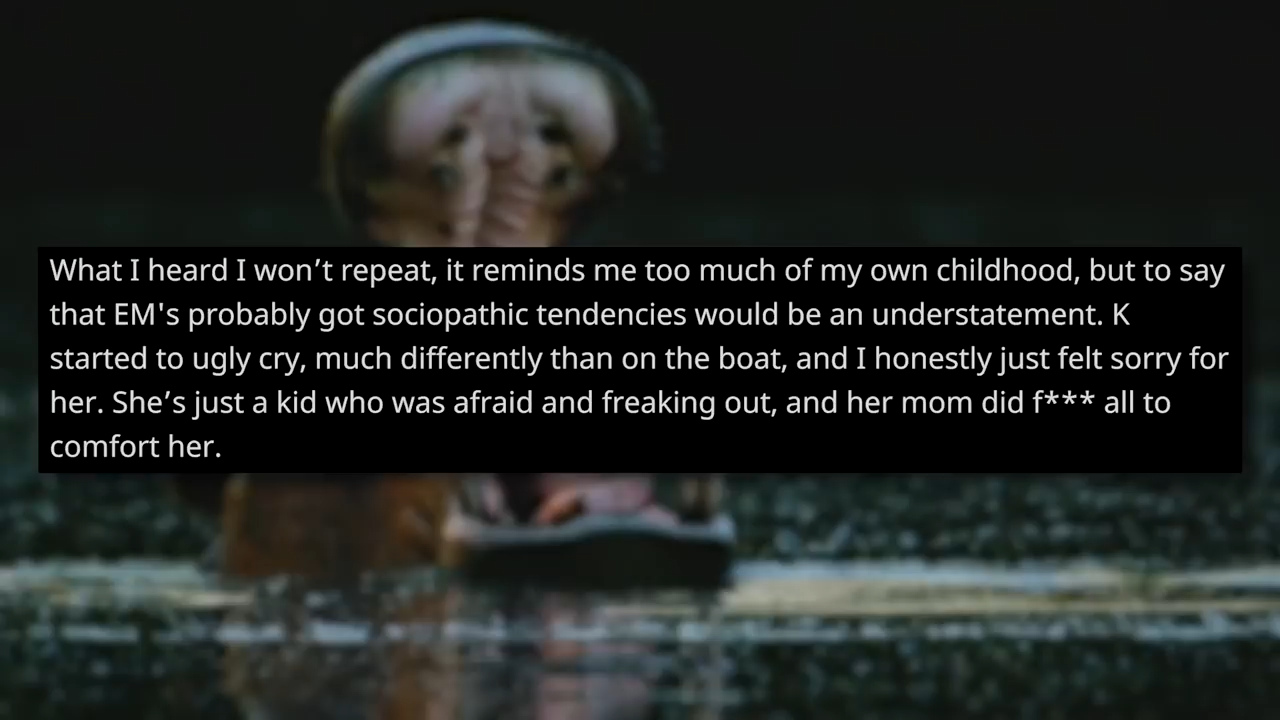 What I heard I won’t repeat, it reminds me too much of my own childhood, but to say
that EM's probably got sociopathic tendencies would be an understatement. K
started to ugly cry, much differently than on the boat, and I honestly just felt sorry for
her. She’s just a kid who was afraid and freaking out, and her mom did f*** all to
comfort her.